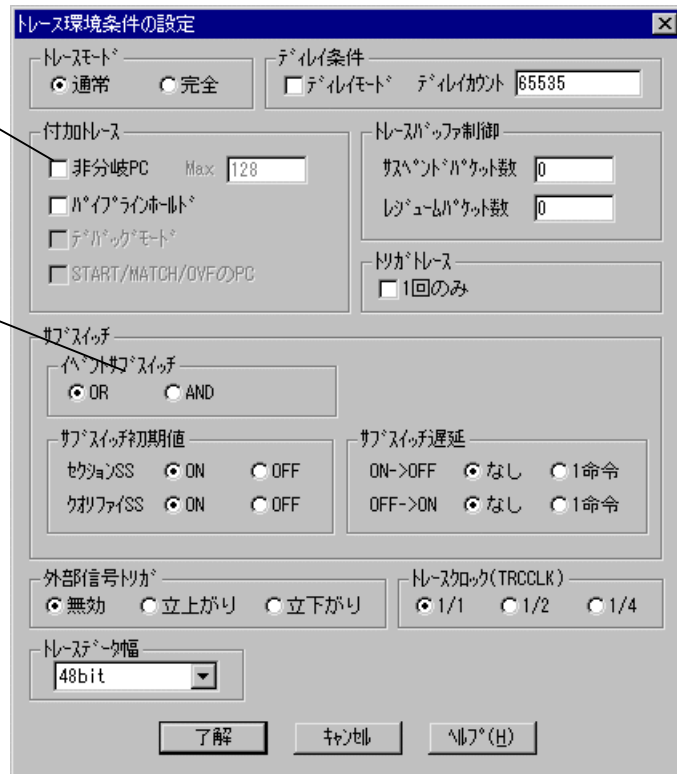 トレース環境条件の設定
ﾄﾚｰｽﾓｰﾄﾞ
通常 完全
ﾃﾞｨﾚｲ条件
ﾃﾞｨﾚｲﾓｰﾄﾞ ﾃﾞｨﾚｲｶｳﾝﾄ 65535
付加ﾄﾚｰｽ
非分岐PC Max 128
ﾊﾟｲﾌﾟﾗｲﾝﾎｰﾙﾄﾞ
ﾃﾞﾊﾞｯｸﾞﾓｰﾄﾞ
START/MATCH/OVFのPC
ﾄﾚｰｽﾊﾞｯﾌｧ制御
ｻｽﾍﾟﾝﾄﾞﾊﾟｹｯﾄ数 0
ﾚｼﾞｭｰﾑﾊﾟｹｯﾄ数 0
ﾄﾘｶﾞﾄﾚｰｽ
1回のみ
ｻﾌﾞｽｲｯﾁ
ｲﾍﾞﾝﾄｻﾌﾞｽｲｯﾁ
OR AND
ｻﾌﾞｽｲｯﾁ初期値
ｾｸｼｮﾝSS ON OFF
ｸｵﾘﾌｧｲSS ON OFF
ｻﾌﾞｽｲｯﾁ遅延
ON->OFF なし 1命令
OFF->ON なし 1命令
外部信号ﾄﾘｶﾞ
無効 立上がり 立下がり
ﾄﾚｰｽｸﾛｯｸ(TRCCLK)
1/1 1/2 1/4
ﾄﾚｰｽﾃﾞｰﾀ幅
48bit
了解 ｷｬﾝｾﾙ ﾍﾙﾌﾟ(H)